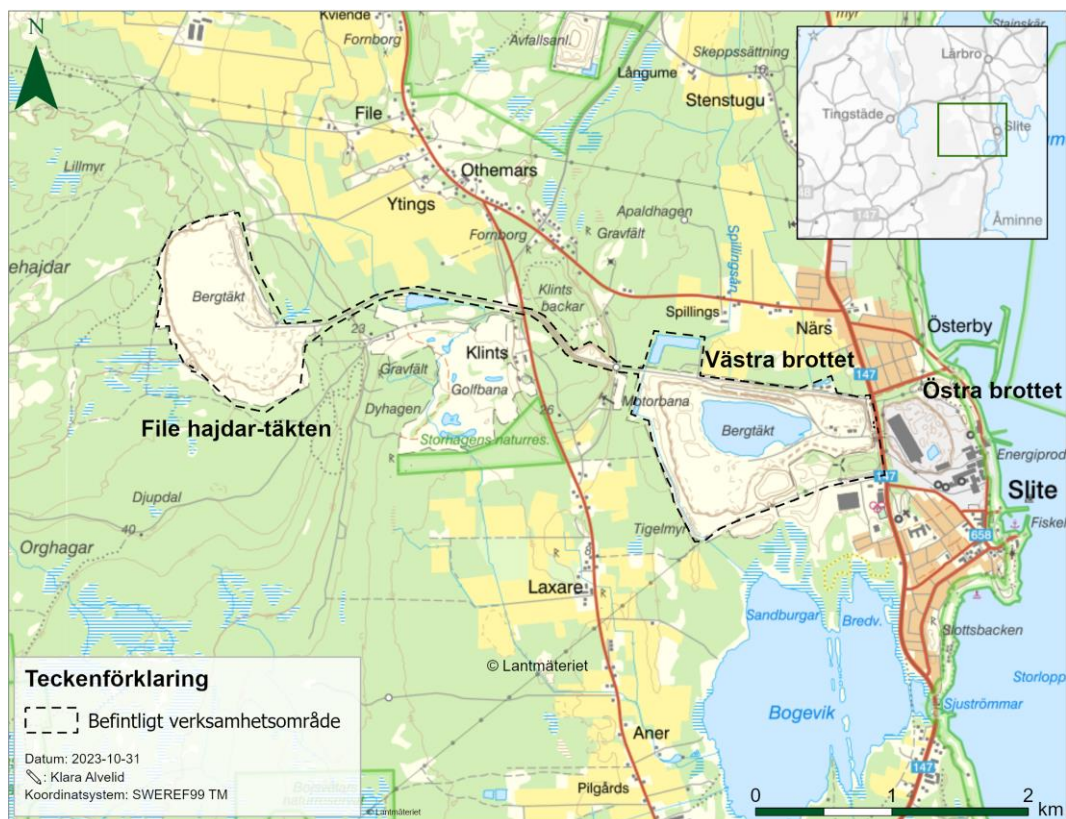 N
Kviende
Fornborg
Avfallsanl.
Långume
Skeppssättning
Stenstugu
myr
Stainskär
Lärbro
Tingstäde
Slite
147
Åminne
File
Lillmyr
Othemars
Ytings
Fornborg
Apaldhagen
Gravfält
Spillingsån
ehajdar
Bergtäkt
Klints
backar
Spillings
Närs
Österby
23
Klints
Västra brottet
147
Östra brottet
Gravfält
Golfbana
Dyhagen
Motorbana
26
Bergtäkt
File hajdar-täkten
Storhagens naturres.
Energiprod
147
Slite
Djupdal
40
Orghagar
Tigelmyr
658
Fiskel
Laxare
Sandburgar
Bredv.
Slottsbacken
© Lantmäteriet
Storlopp
Teckenförklaring
Befintligt verksamhetsområde
Bogevik
Sjuströmmar
Aner
Datum: 2023-10-31
: Klara Alvelid
Koordinatsystem: SWEREF99 TM
Pilgårds
147
© Lantmäteriet
0 1 2
km